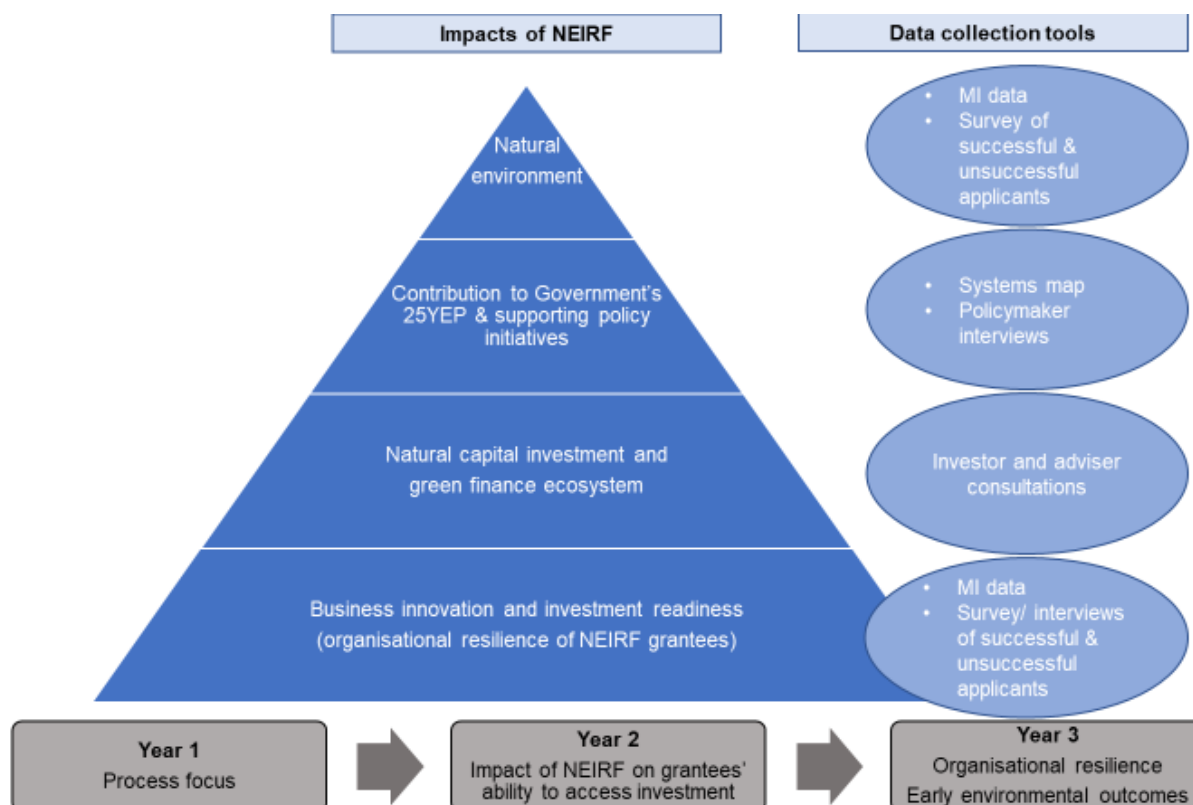 Impacts of NEIRF
Data collection tools
Natural
environment
• MI data
• Survey of
successful &
unsuccessful
applicants
Contribution to Government's
25YEP & supporting policy
initiatives
• Systems map
• Policymaker
interviews
Natural capital investment and
green finance ecosystem
Investor and adviser
consultations
Business innovation and investment readiness
(organisational resilience of NEIRF grantees)
• MI data
• Survey/ interviews
of successful &
unsuccessful
applicants
Year 1
Process focus
Year 2
Impact of NEIRF on grantees'
ability to access investment
Year 3
Organisational resilience
Early environmental outcomes